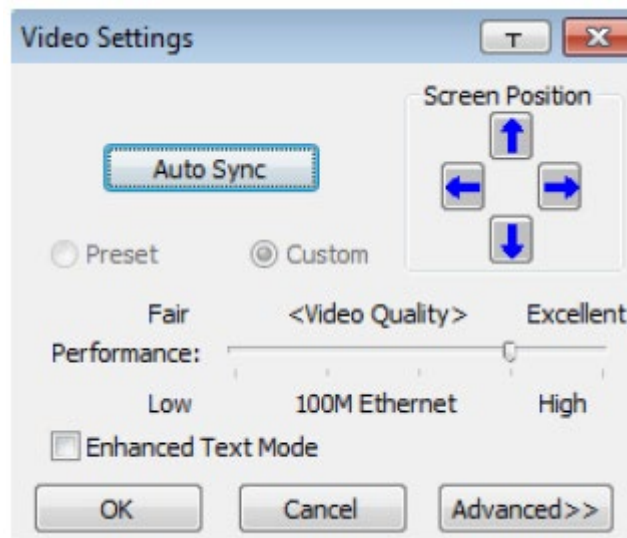 Video Settings
T
Screen Position
Auto Sync
Preset
Custom
Fair <Video Quality> Excellent
Performance:
Low 100M Ethernet High
Enhanced Text Mode
OK Cancel Advanced>>